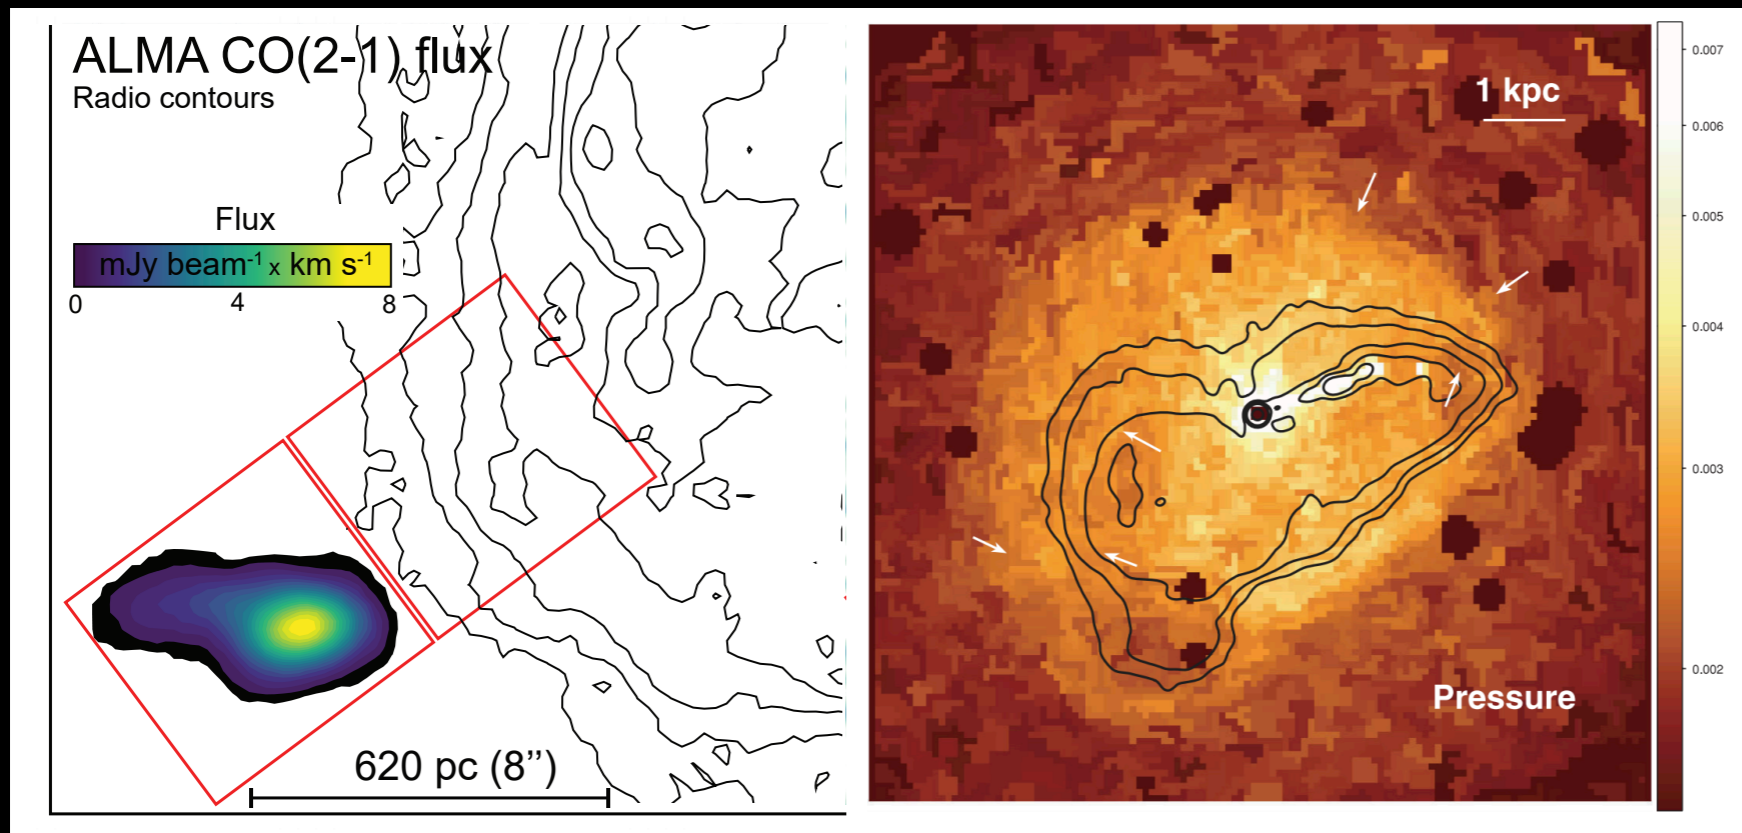 ALMA CO(2-1) flux
Radio contours
Flux
mJy beam⁻¹ x km s⁻¹
0 4 8
620 pc (8’’)
1 kpc
Pressure
0.007
0.006
0.005
0.004
0.003
0.002